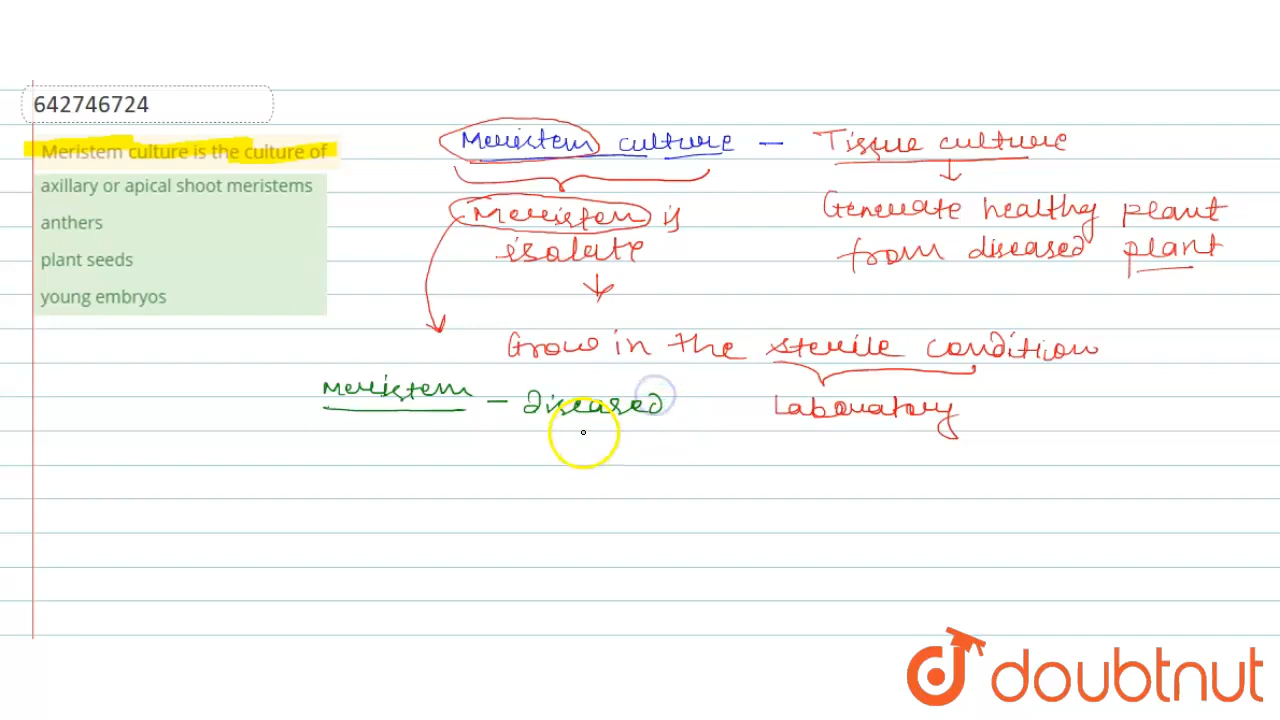 642746724
Meristem culture is the culture of
axillary or apical shoot meristems
anthers
plant seeds
young embryos
Meristem culture – Tissue culture
Meristem is
isolate
Generate healthy plant
from diseased plant
Grow in the sterile condition
Laboratory
Meristem – Diseased
doubtnut